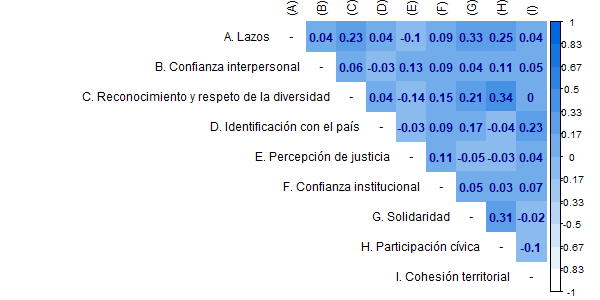 (A) (B) (C) (D) (E) (F) (G) (H) (I)
A. Lazos - 0.04 0.23 0.04 -0.1 0.09 0.33 0.25 0.04
B. Confianza interpersonal - 0.06 -0.03 0.13 0.09 0.04 0.11 0.05
C. Reconocimiento y respeto de la diversidad - 0.04 -0.14 0.15 0.21 0.34 0
D. Identificación con el país - -0.03 0.09 0.17 -0.04 0.23
E. Percepción de justicia - 0.11 -0.05 -0.03 0.04
F. Confianza institucional - 0.05 0.03 0.07
G. Solidaridad - 0.31 -0.02
H. Participación cívica - -0.1
I. Cohesión territorial -
1
0.83
0.67
0.5
0.33
0.17
0
-0.17
-0.33
-0.5
-0.67
-0.83
-1